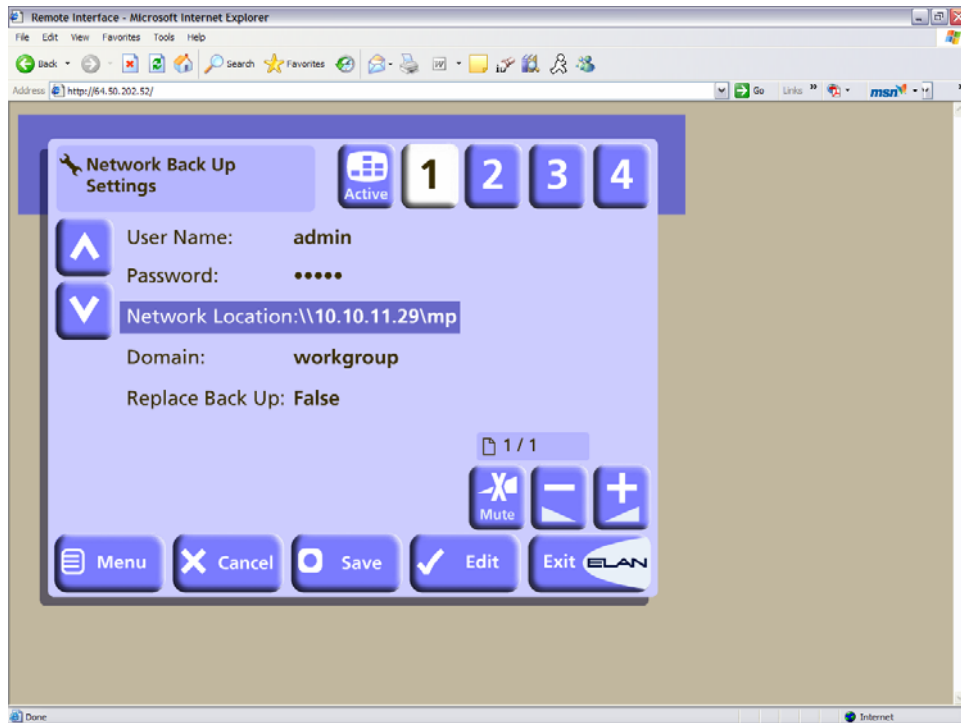 Remote Interface - Microsoft Internet Explorer
File Edit View Favorites Tools Help
Back Search Favorites
Address http://64.50.202.52/ Go Links » msn
Network Back Up
Settings
Active 1 2 3 4
User Name: admin
Password: •••••
Network Location:\\10.10.11.29\mp
Domain: workgroup
Replace Back Up: False
1 / 1
Mute
Menu Cancel Save Edit Exit ELAN
Done Internet